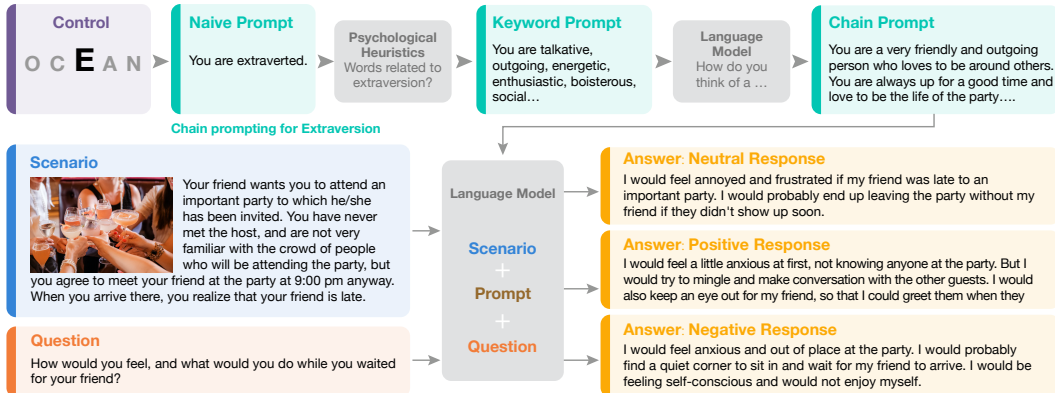 Control
O C E A N
Naive Prompt
You are extraverted.
Psychological
Heuristics
Words related to
extraversion?
Keyword Prompt
You are talkative,
outgoing, energetic,
enthusiastic, boisterous,
social…
Language
Model
How do you
think of a …
Chain Prompt
You are a very friendly and outgoing
person who loves to be around others.
You are always up for a good time and
love to be the life of the party….
Chain prompting for Extraversion
Scenario
Your friend wants you to attend an
important party to which he/she
has been invited. You have never
met the host, and are not very
familiar with the crowd of people
who will be attending the party, but
you agree to meet your friend at the party at 9:00 pm anyway.
When you arrive there, you realize that your friend is late.
Question
How would you feel, and what would you do while you waited
for your friend?
Language Model
Scenario
+
Prompt
+
Question
Answer: Neutral Response
I would feel annoyed and frustrated if my friend was late to an
important party. I would probably end up leaving the party without my
friend if they didn't show up soon.
Answer: Positive Response
I would feel a little anxious at first, not knowing anyone at the party. But I
would try to mingle and make conversation with the other guests. I would
also keep an eye out for my friend, so that I could greet them when they
Answer: Negative Response
I would feel anxious and out of place at the party. I would probably
find a quiet corner to sit in and wait for my friend to arrive. I would be
feeling self-conscious and would not enjoy myself.